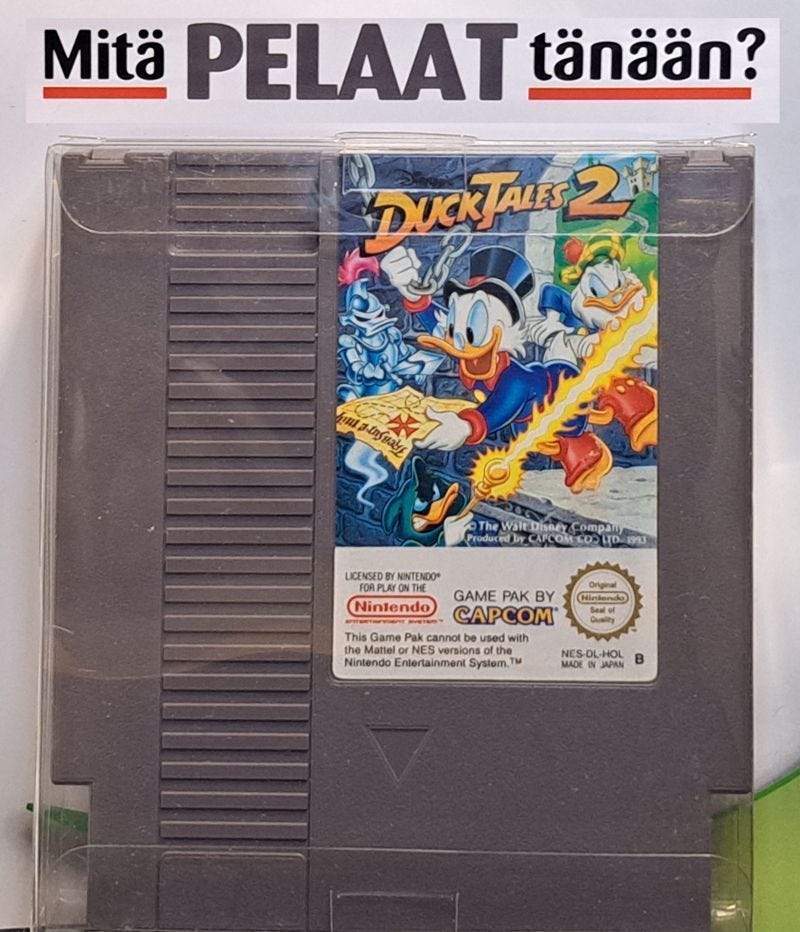 Mitä PELAAT tänään?
Disney's
DUCKTALES 2
Treasure Map
© The Walt Disney Company
Produced by CAPCOM CO., LTD. 1993
LICENSED BY NINTENDO®
FOR PLAY ON THE
Nintendo®
ENTERTAINMENT SYSTEM™
GAME PAK BY
CAPCOM®
Original
Nintendo
Seal of
Quality
This Game Pak cannot be used with
the Mattel or NES versions of the
Nintendo Entertainment System.™
NES-DL-HOL
MADE IN JAPAN
B